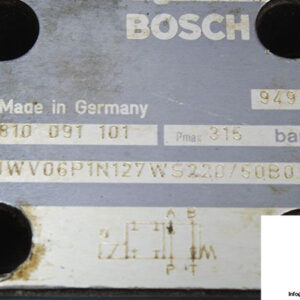 BOSCH
949
Made in Germany
810 091 101 Pmax 315 bar
WV06P1N127WS220/50B0
A B
P T